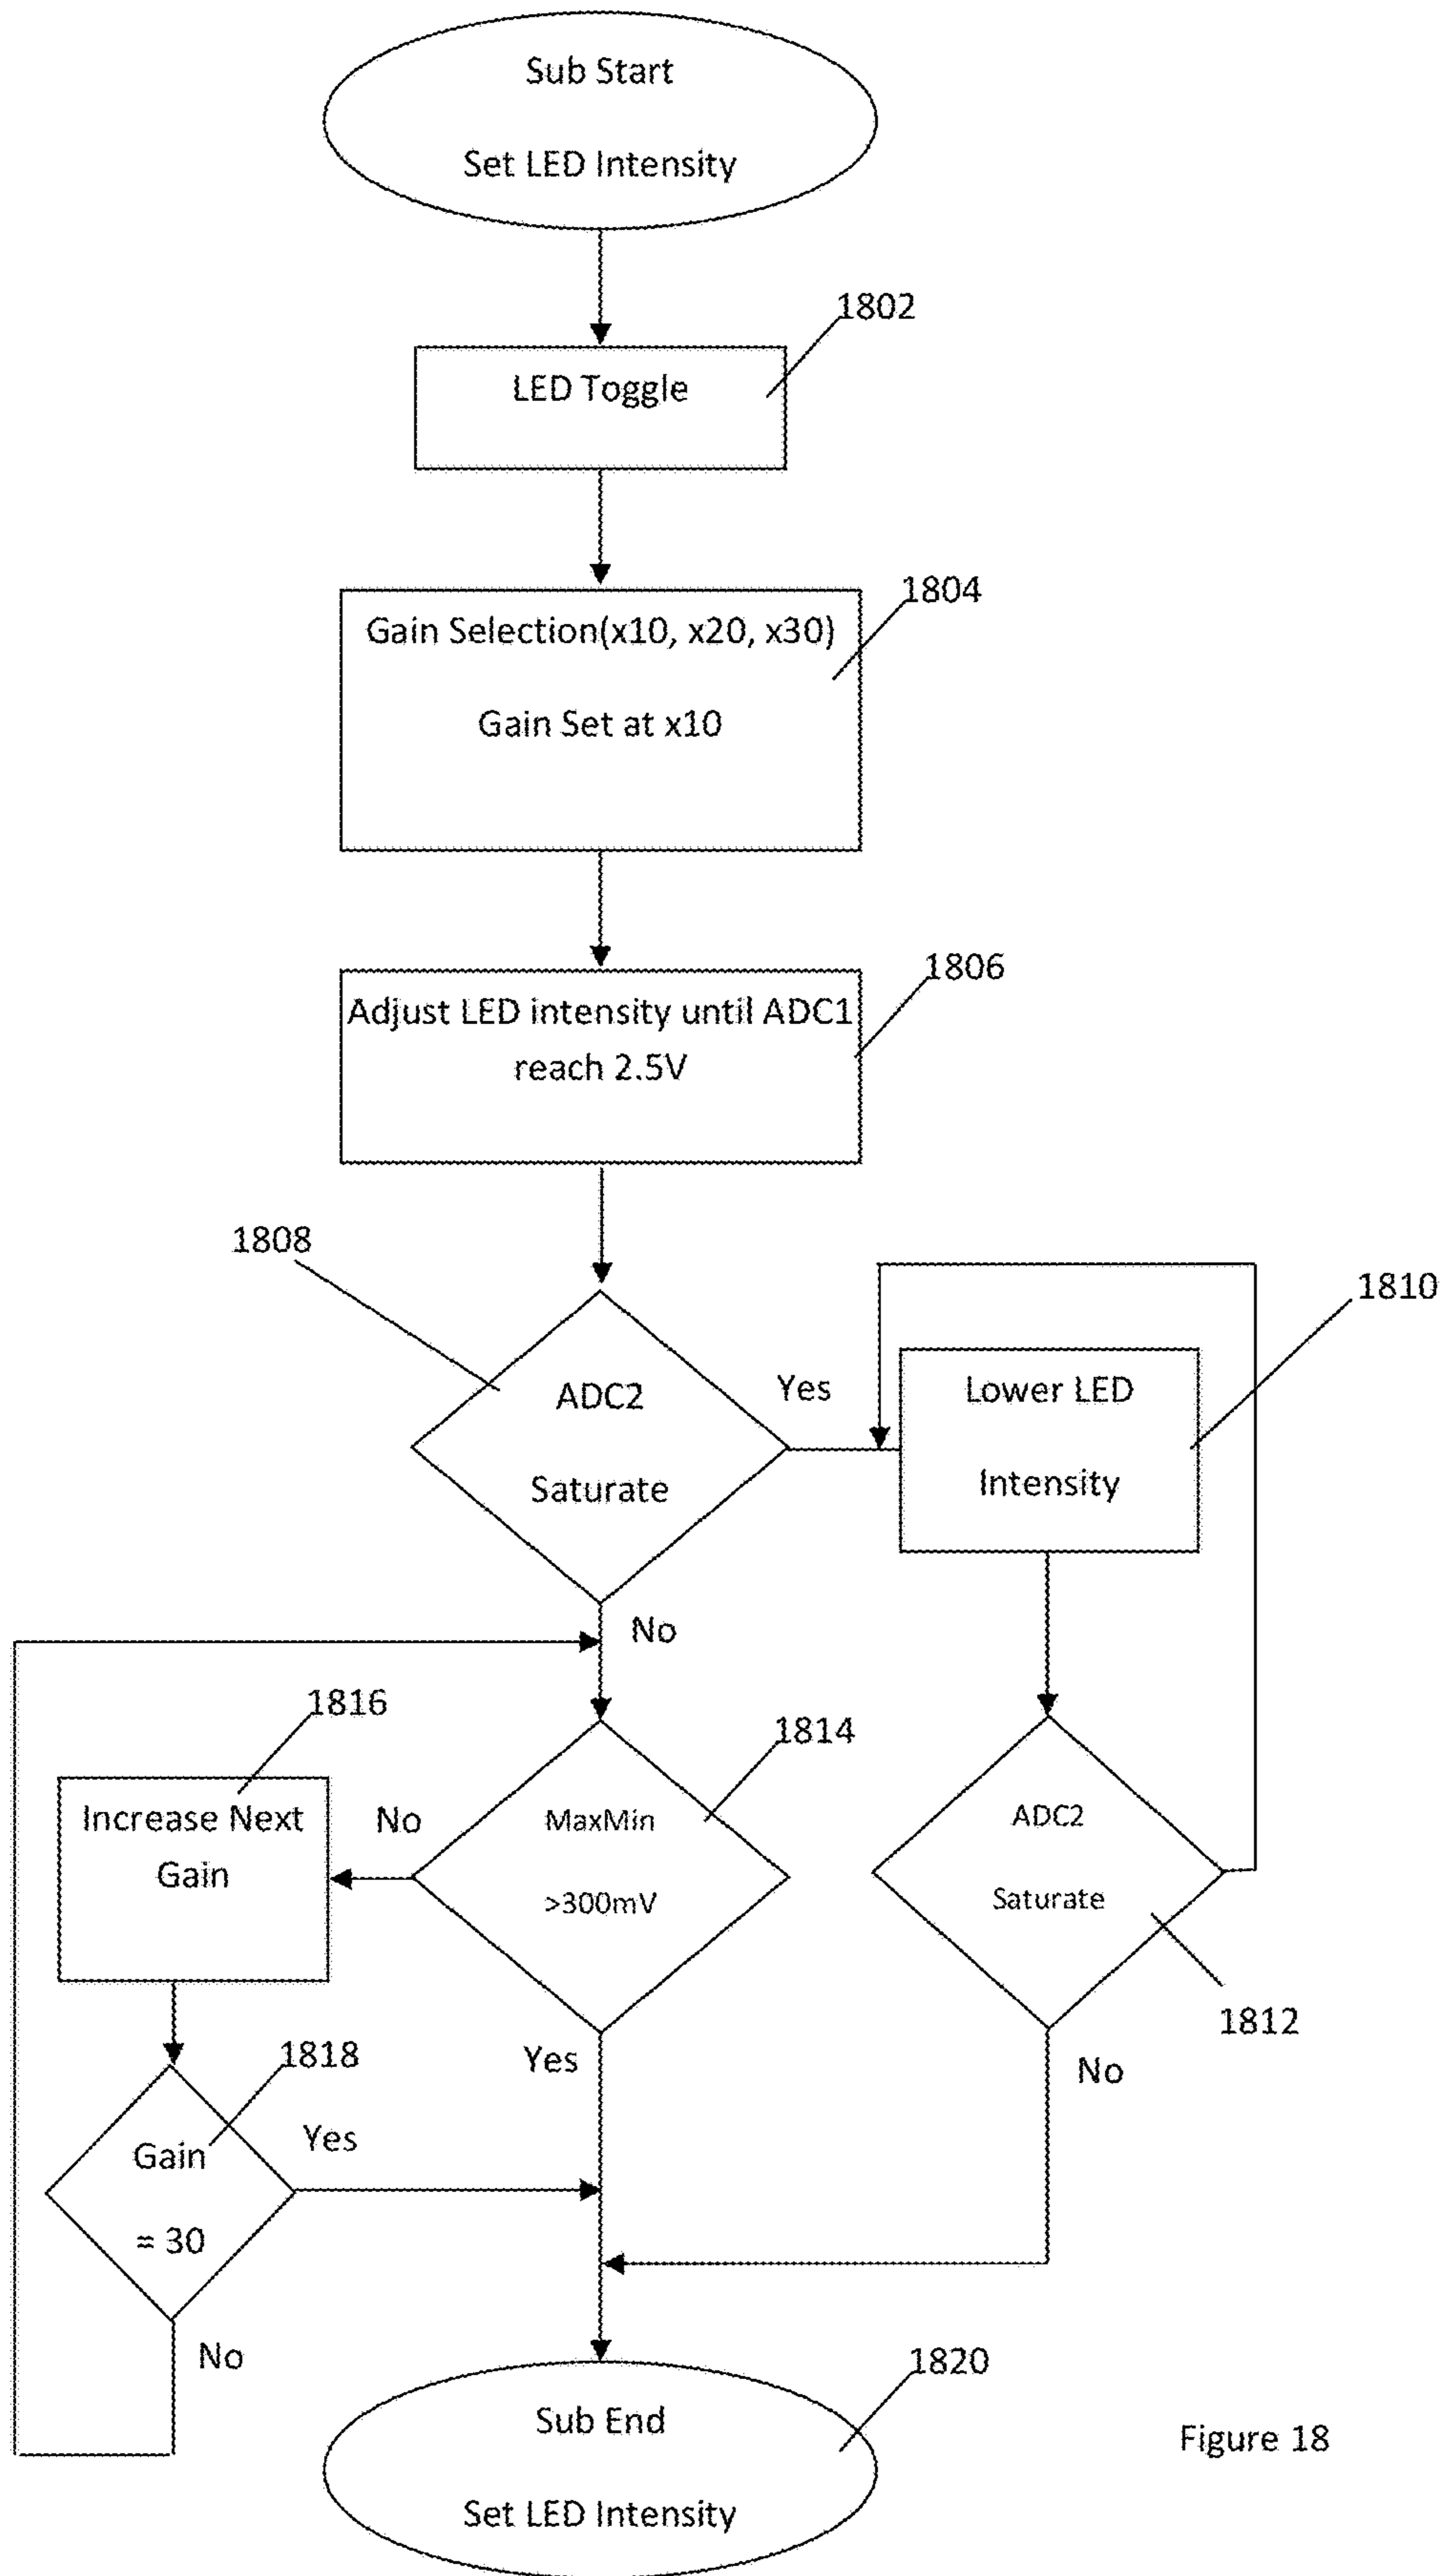 Sub Start
Set LED Intensity
1802
LED Toggle
1804
Gain Selection(x10, x20, x30)
Gain Set at x10
1806
Adjust LED intensity until ADC1
reach 2.5V
1808
1810
ADC2
Saturate
Yes
Lower LED
Intensity
No
1816
1814
Increase Next
Gain
No
MaxMin
>300mV
ADC2
Saturate
1812
1818
Yes
No
Gain
= 30
Yes
No
1820
Sub End
Set LED Intensity
Figure 18